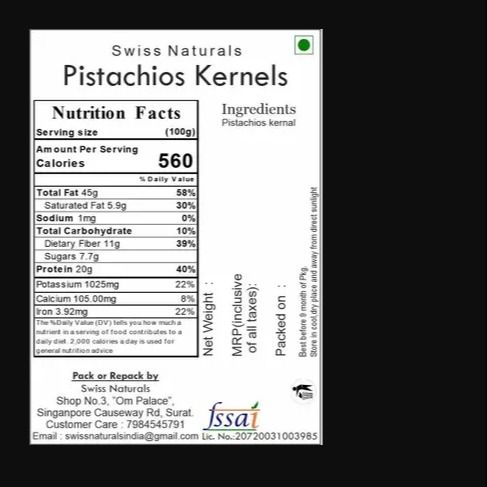 Swiss Naturals
Pistachios Kernels
Nutrition Facts
Serving size (100g)
Amount Per Serving
Calories 560
% Daily Value
Total Fat 45g 58%
Saturated Fat 5.9g 30%
Sodium 1mg 0%
Total Carbohydrate 10%
Dietary Fiber 11g 39%
Sugars 7.7g
Protein 20g 40%
Potassium 1025mg 22%
Calcium 105.00mg 8%
Iron 3.92mg 22%
The %Daily Value (DV) tells you how much a
nutrient in a serving of food contributes to a
daily diet. 2,000 calories a day is used for
general nutrition advice
Ingredients
Pistachios kernal
Net Weight :
MRP(inclusive
of all taxes):
Packed on :
Best before 9 month of Pkg.
Store in cool,dry place and away from direct sunlight
Pack or Repack by
Swiss Naturals
Shop No.3, "Om Palace",
Singanpore Causeway Rd, Surat.
Customer Care : 7984545791
Email : swissnaturalsindia@gmail.com
fssai
Lic. No.:20720031003985